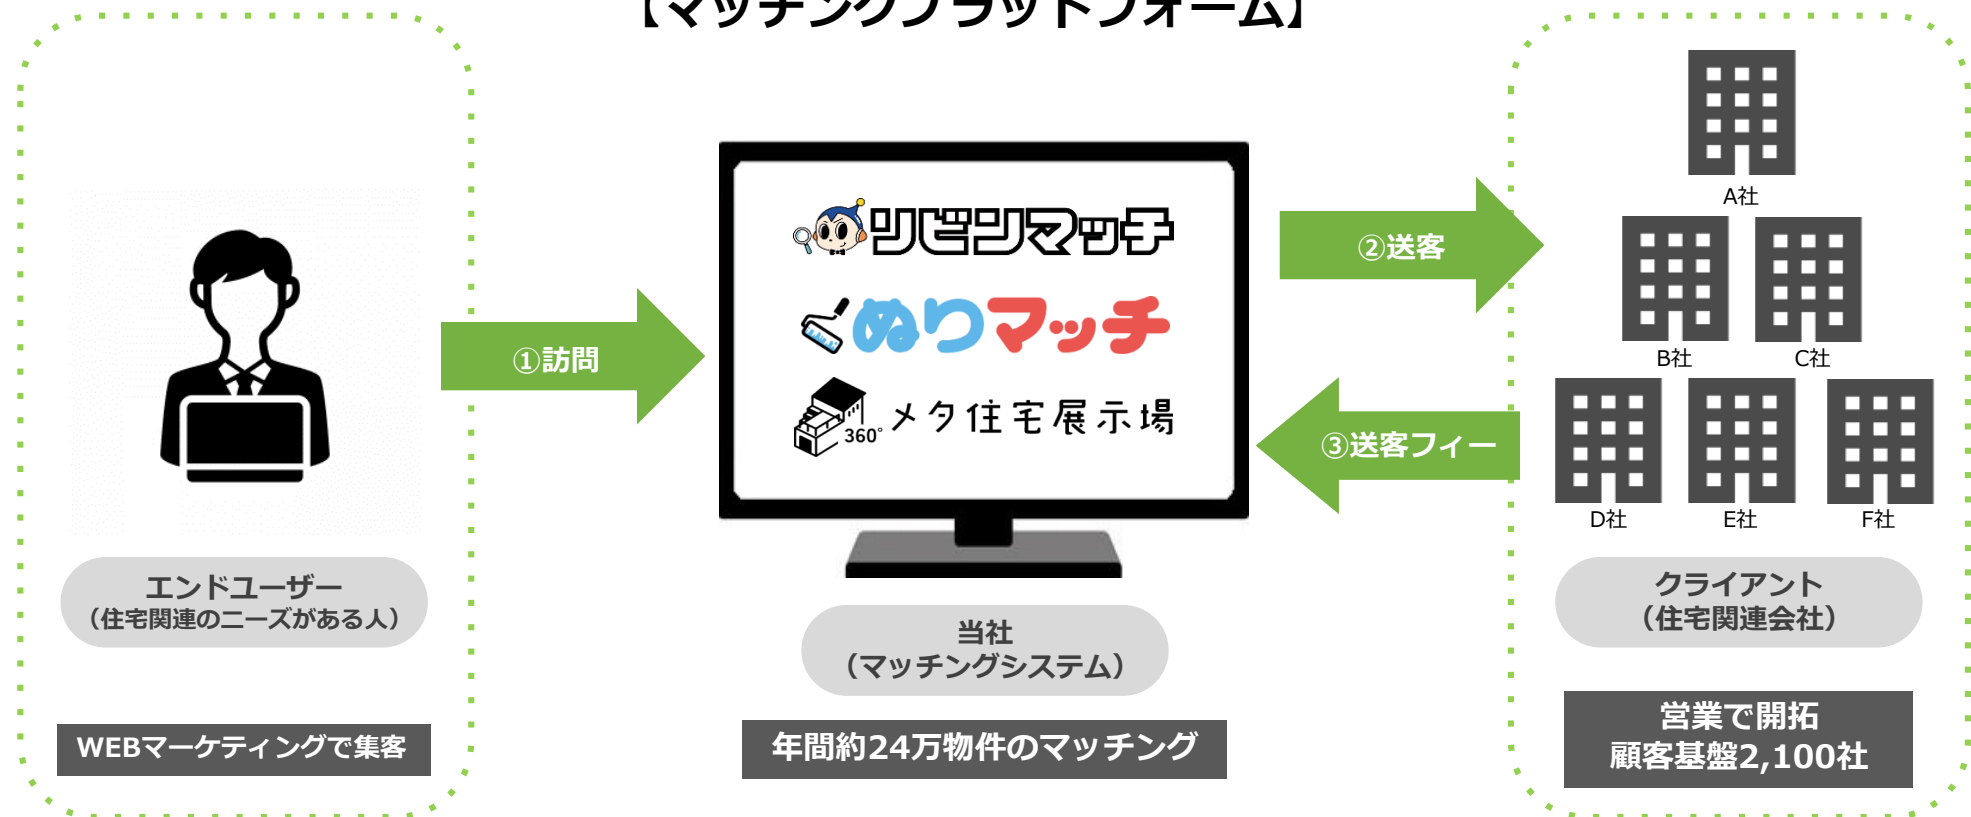 【マッチングプラットフォーム】
リビンマッチ
ぬりマッチ
360°
メタ住宅展示場
①訪問
②送客
③送客フィー
A社
B社
C社
D社
E社
F社
エンドユーザー
（住宅関連のニーズがある人）
当社
（マッチングシステム）
クライアント
（住宅関連会社）
WEBマーケティングで集客
年間約24万物件のマッチング
営業で開拓
顧客基盤2,100社